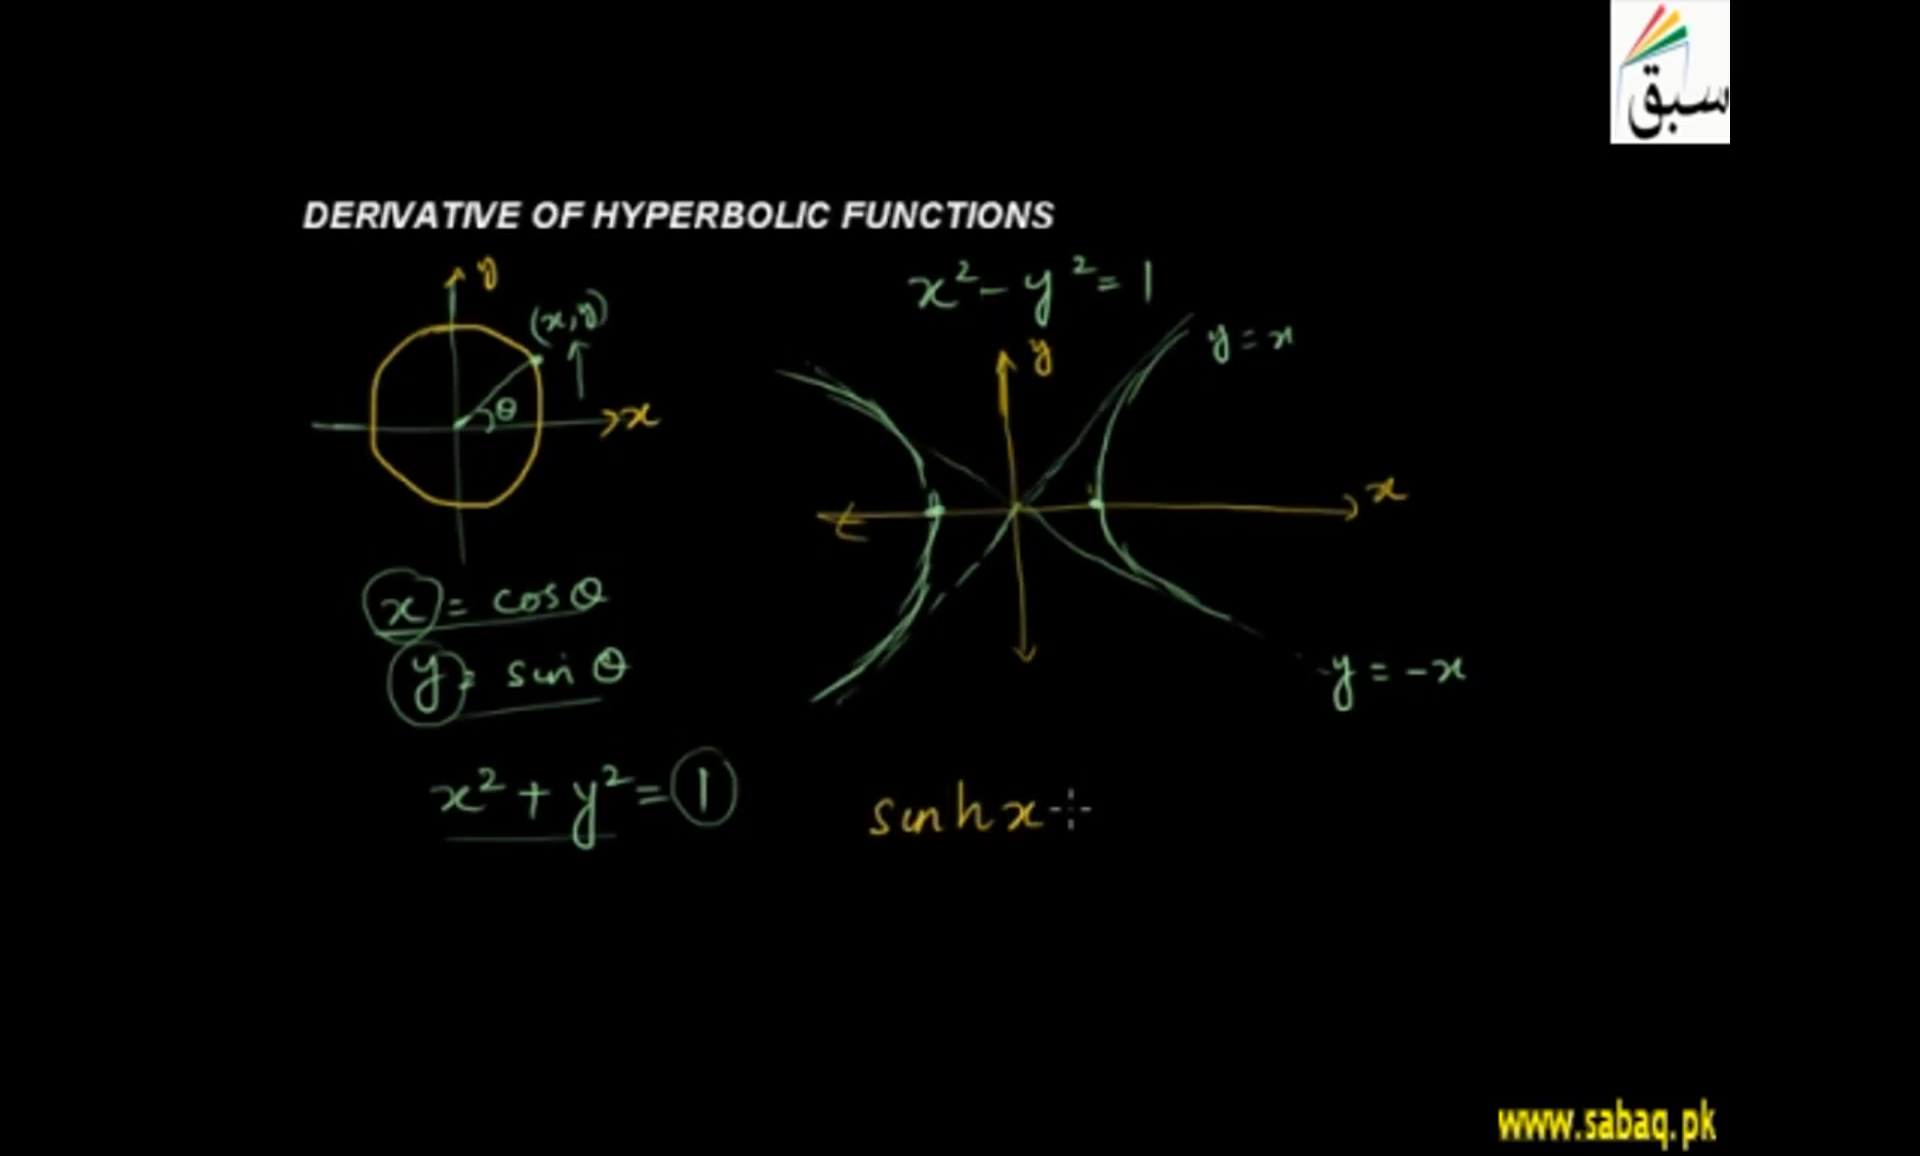 سبق
DERIVATIVE OF HYPERBOLIC FUNCTIONS
y
(x,y)
θ
x
x = cos θ
y = sin θ
x² + y² = 1
x² - y² = 1
y = x
y
x
y = -x
sinh x
www.sabaq.pk